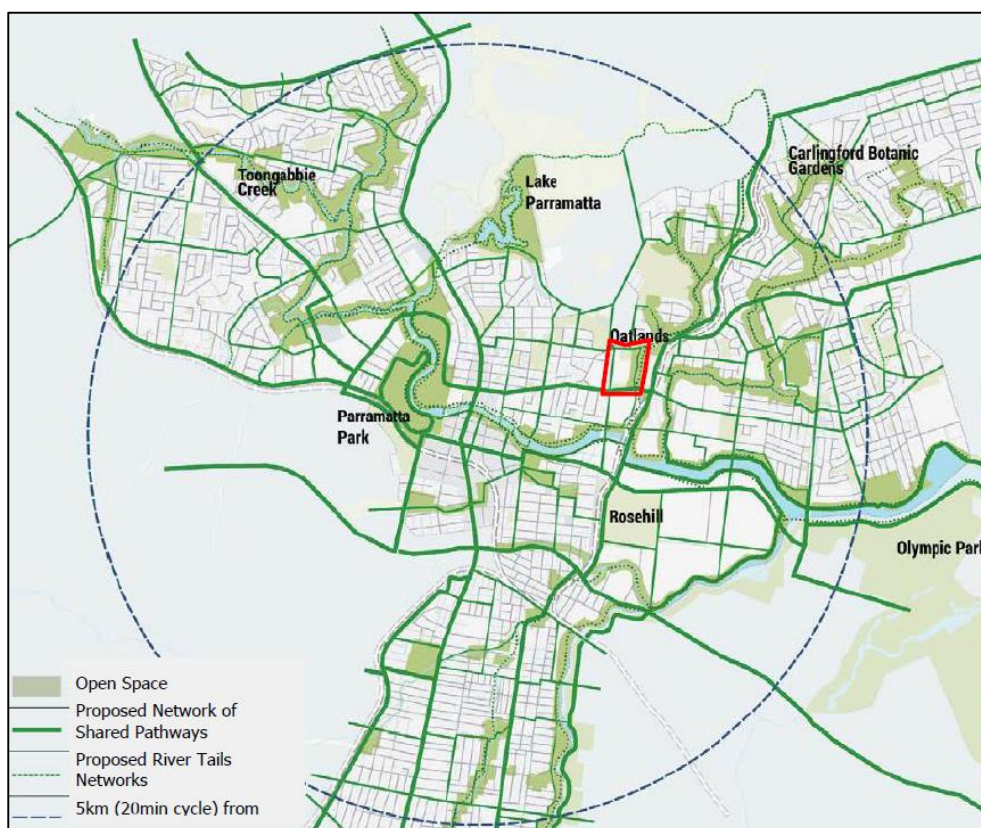 Carlingford Botanic
Gardens
Toongabbie
Creek
Lake
Parramatta
Oatlands
Parramatta
Park
Rosehill
Olympic Park
Open Space
Proposed Network of
Shared Pathways
Proposed River Tails
Networks
5km (20min cycle) from